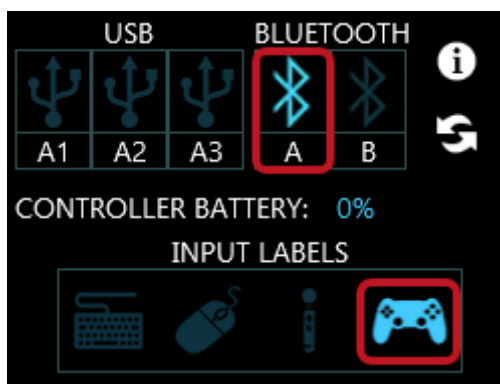 USB BLUETOOTH
A1 A2 A3 A B
CONTROLLER BATTERY: 0%
INPUT LABELS